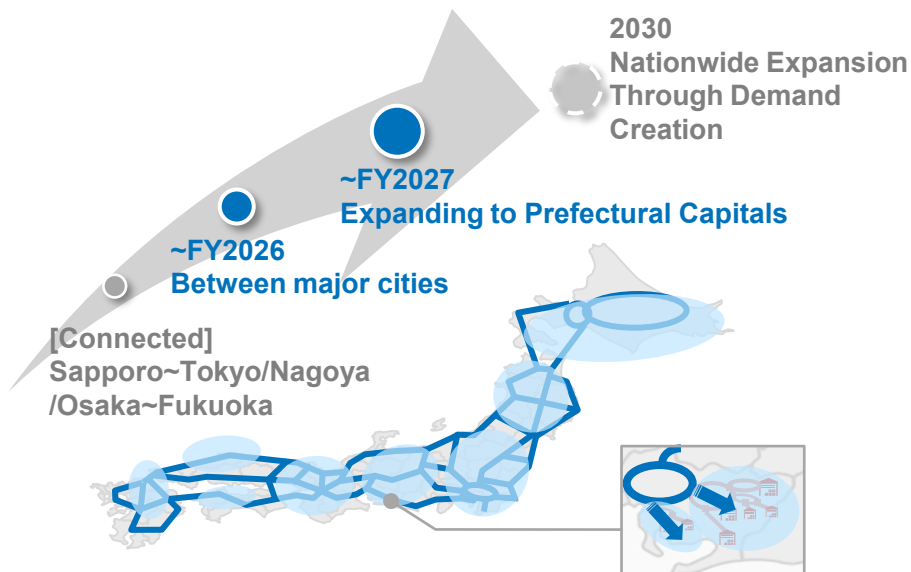 2030
Nationwide Expansion
Through Demand
Creation
~FY2027
Expanding to Prefectural Capitals
~FY2026
Between major cities
[Connected]
Sapporo~Tokyo/Nagoya
/Osaka~Fukuoka